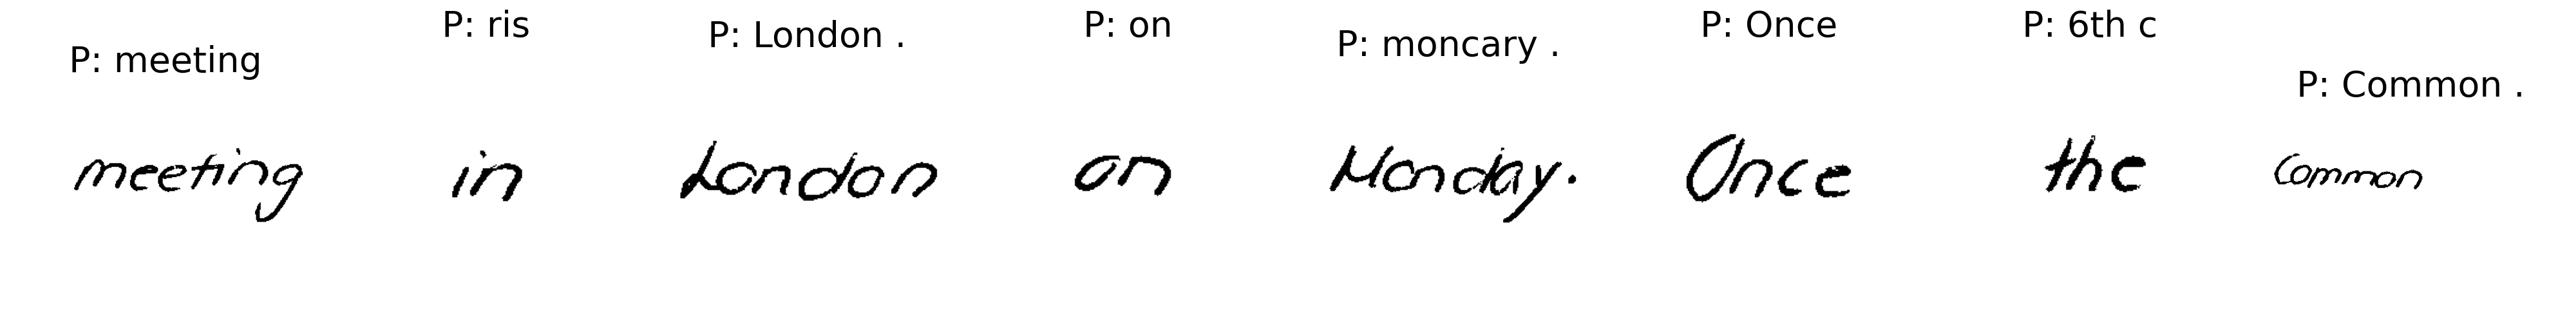 P: meeting P: ris P: London . P: on P: moncary . P: Once P: 6th c P: Common .
meeting in London on Monday. Once the Common